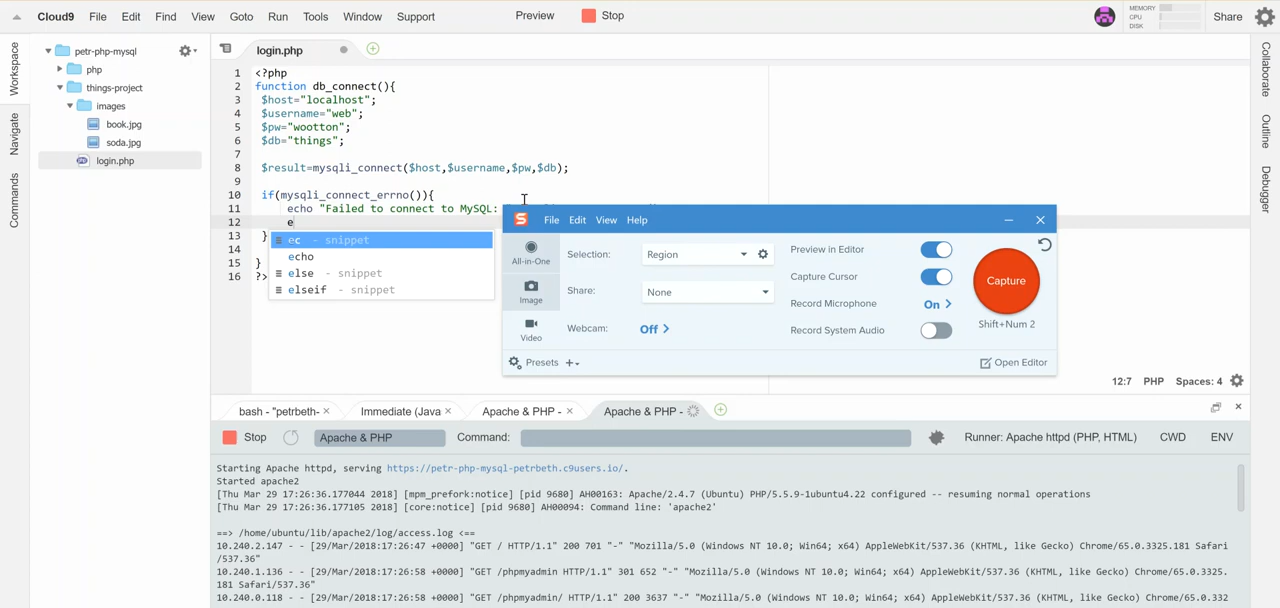 Cloud9 File Edit Find View Goto Run Tools Window Support Preview Stop MEMORY CPU DISK Share
Workspace
Navigate
Commands
petr-php-mysql
php
things-project
images
book.jpg
soda.jpg
login.php
login.php
1 <?php
2 function db_connect(){
3 $host="localhost";
4 $username="web";
5 $pw="wootton";
6 $db="things";
7
8 $result=mysqli_connect($host,$username,$pw,$db);
9
10 if(mysqli_connect_errno()){
11 echo "Failed to connect to MySQL:
12 e
13 }
14
15 }
16 ?>
ec - snippet
echo
else - snippet
elseif - snippet
File Edit View Help
All-in-One
Image
Video
Selection: Region
Share: None
Webcam: Off
Preview in Editor
Capture Cursor
Record Microphone On
Record System Audio
Capture
Shift+Num 2
Presets Open Editor
12:7 PHP Spaces: 4
Collaborate
Outline
Debugger
bash - "petrbeth- Immediate (Java Apache & PHP - Apache & PHP -
Stop Apache & PHP Command: Runner: Apache httpd (PHP, HTML) CWD ENV
Starting Apache httpd, serving https://petr-php-mysql-petrbeth.c9users.io/.
Started apache2
[Thu Mar 29 17:26:36.177044 2018] [mpm_prefork:notice] [pid 9680] AH00163: Apache/2.4.7 (Ubuntu) PHP/5.5.9-1ubuntu4.22 configured -- resuming normal operations
[Thu Mar 29 17:26:36.177105 2018] [core:notice] [pid 9680] AH00094: Command line: 'apache2'
==> /home/ubuntu/lib/apache2/log/access.log <==
10.240.2.147 - - [29/Mar/2018:17:26:47 +0000] "GET / HTTP/1.1" 200 701 "-" "Mozilla/5.0 (Windows NT 10.0; Win64; x64) AppleWebKit/537.36 (KHTML, like Gecko) Chrome/65.0.3325.181 Safari
/537.36"
10.240.1.136 - - [29/Mar/2018:17:26:58 +0000] "GET /phpmyadmin HTTP/1.1" 301 652 "-" "Mozilla/5.0 (Windows NT 10.0; Win64; x64) AppleWebKit/537.36 (KHTML, like Gecko) Chrome/65.0.3325.
181 Safari/537.36"
10.240.0.118 - - [29/Mar/2018:17:26:58 +0000] "GET /phpmyadmin/ HTTP/1.1" 200 3637 "-" "Mozilla/5.0 (Windows NT 10.0; Win64; x64) AppleWebKit/537.36 (KHTML, like Gecko) Chrome/65.0.332